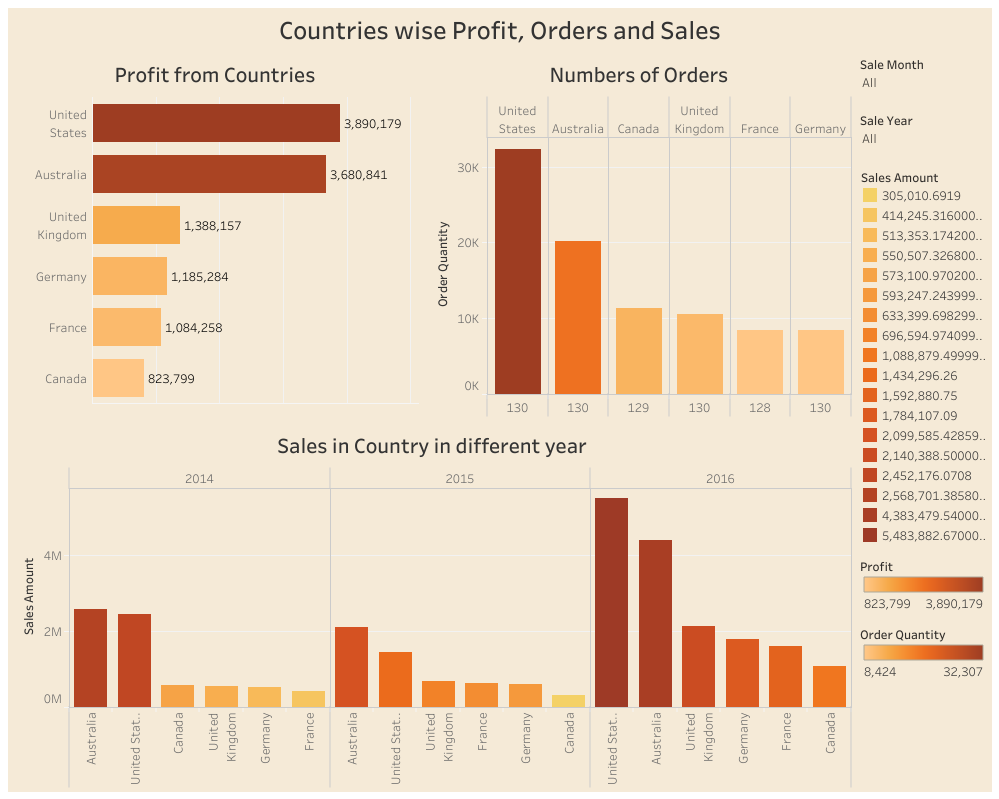 Countries wise Profit, Orders and Sales
Profit from Countries
United
States
3,890,179
Australia
3,680,841
United
Kingdom
1,388,157
Germany
1,185,284
France
1,084,258
Canada
823,799
Numbers of Orders
United
States
Australia
Canada
United
Kingdom
France
Germany
Order Quantity
30K
20K
10K
0K
130
130
129
130
128
130
Sales in Country in different year
2014
2015
2016
Sales Amount
4M
2M
0M
Australia
United Stat..
Canada
United
Kingdom
Germany
France
Australia
United Stat..
United
Kingdom
France
Germany
Canada
United Stat..
Australia
United
Kingdom
Germany
France
Canada
Sale Month
All
Sale Year
All
Sales Amount
305,010.6919
414,245.316000..
513,353.174200..
550,507.326800..
573,100.970200..
593,247.243999..
633,399.698299..
696,594.974099..
1,088,879.49999..
1,434,296.26
1,592,880.75
1,784,107.09
2,099,585.42859..
2,140,388.50000..
2,452,176.0708
2,568,701.38580..
4,383,479.54000..
5,483,882.67000..
Profit
823,799 3,890,179
Order Quantity
8,424 32,307